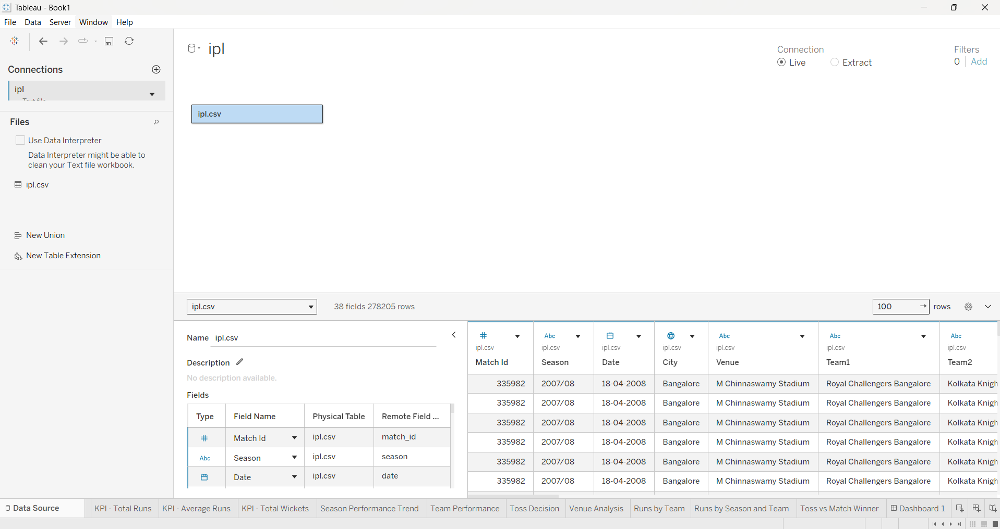 Tableau - Book1
File Data Server Window Help
Connections
ipl
Text file
Files
Use Data Interpreter
Data Interpreter might be able to
clean your Text file workbook.
ipl.csv
New Union
New Table Extension
ipl
Connection
Live Extract
Filters
0 Add
ipl.csv
ipl.csv 38 fields 278205 rows 100 rows
Name ipl.csv
Description
No description available.
Fields
Type Field Name Physical Table Remote Field ...
# Match Id ipl.csv match_id
Abc Season ipl.csv season
Date ipl.csv date
# Abc Abc Abc Abc
ipl.csv ipl.csv ipl.csv ipl.csv ipl.csv ipl.csv ipl.csv
Match Id Season Date City Venue Team1 Team2
335982 2007/08 18-04-2008 Bangalore M Chinnaswamy Stadium Royal Challengers Bangalore Kolkata Knigh
335982 2007/08 18-04-2008 Bangalore M Chinnaswamy Stadium Royal Challengers Bangalore Kolkata Knigh
335982 2007/08 18-04-2008 Bangalore M Chinnaswamy Stadium Royal Challengers Bangalore Kolkata Knigh
335982 2007/08 18-04-2008 Bangalore M Chinnaswamy Stadium Royal Challengers Bangalore Kolkata Knigh
335982 2007/08 18-04-2008 Bangalore M Chinnaswamy Stadium Royal Challengers Bangalore Kolkata Knigh
335982 2007/08 18-04-2008 Bangalore M Chinnaswamy Stadium Royal Challengers Bangalore Kolkata Knigh
Data Source KPI - Total Runs KPI - Average Runs KPI - Total Wickets Season Performance Trend Team Performance Toss Decision Venue Analysis Runs by Team Runs by Season and Team Toss vs Match Winner Dashboard 1